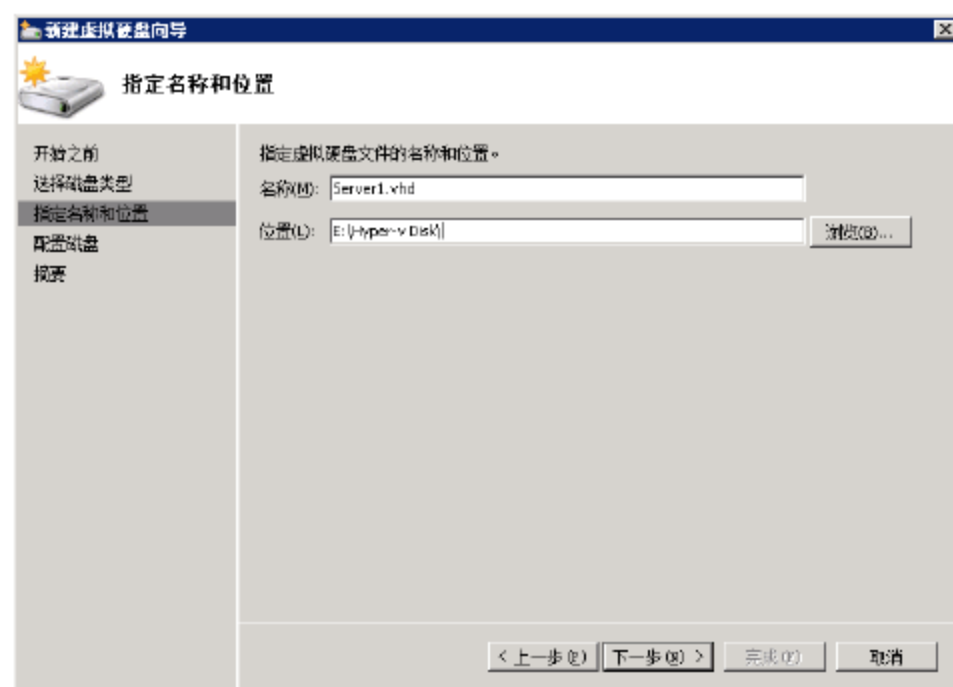 新建虚拟硬盘向导
指定名称和位置
开始之前
选择磁盘类型
指定名称和位置
配置磁盘
摘要
指定虚拟硬盘文件的名称和位置。
名称(M): Server1.vhd
位置(L): E:\Hyper-v Disk\ 浏览(B)...
< 上一步(P) 下一步(N) > 完成(F) 取消